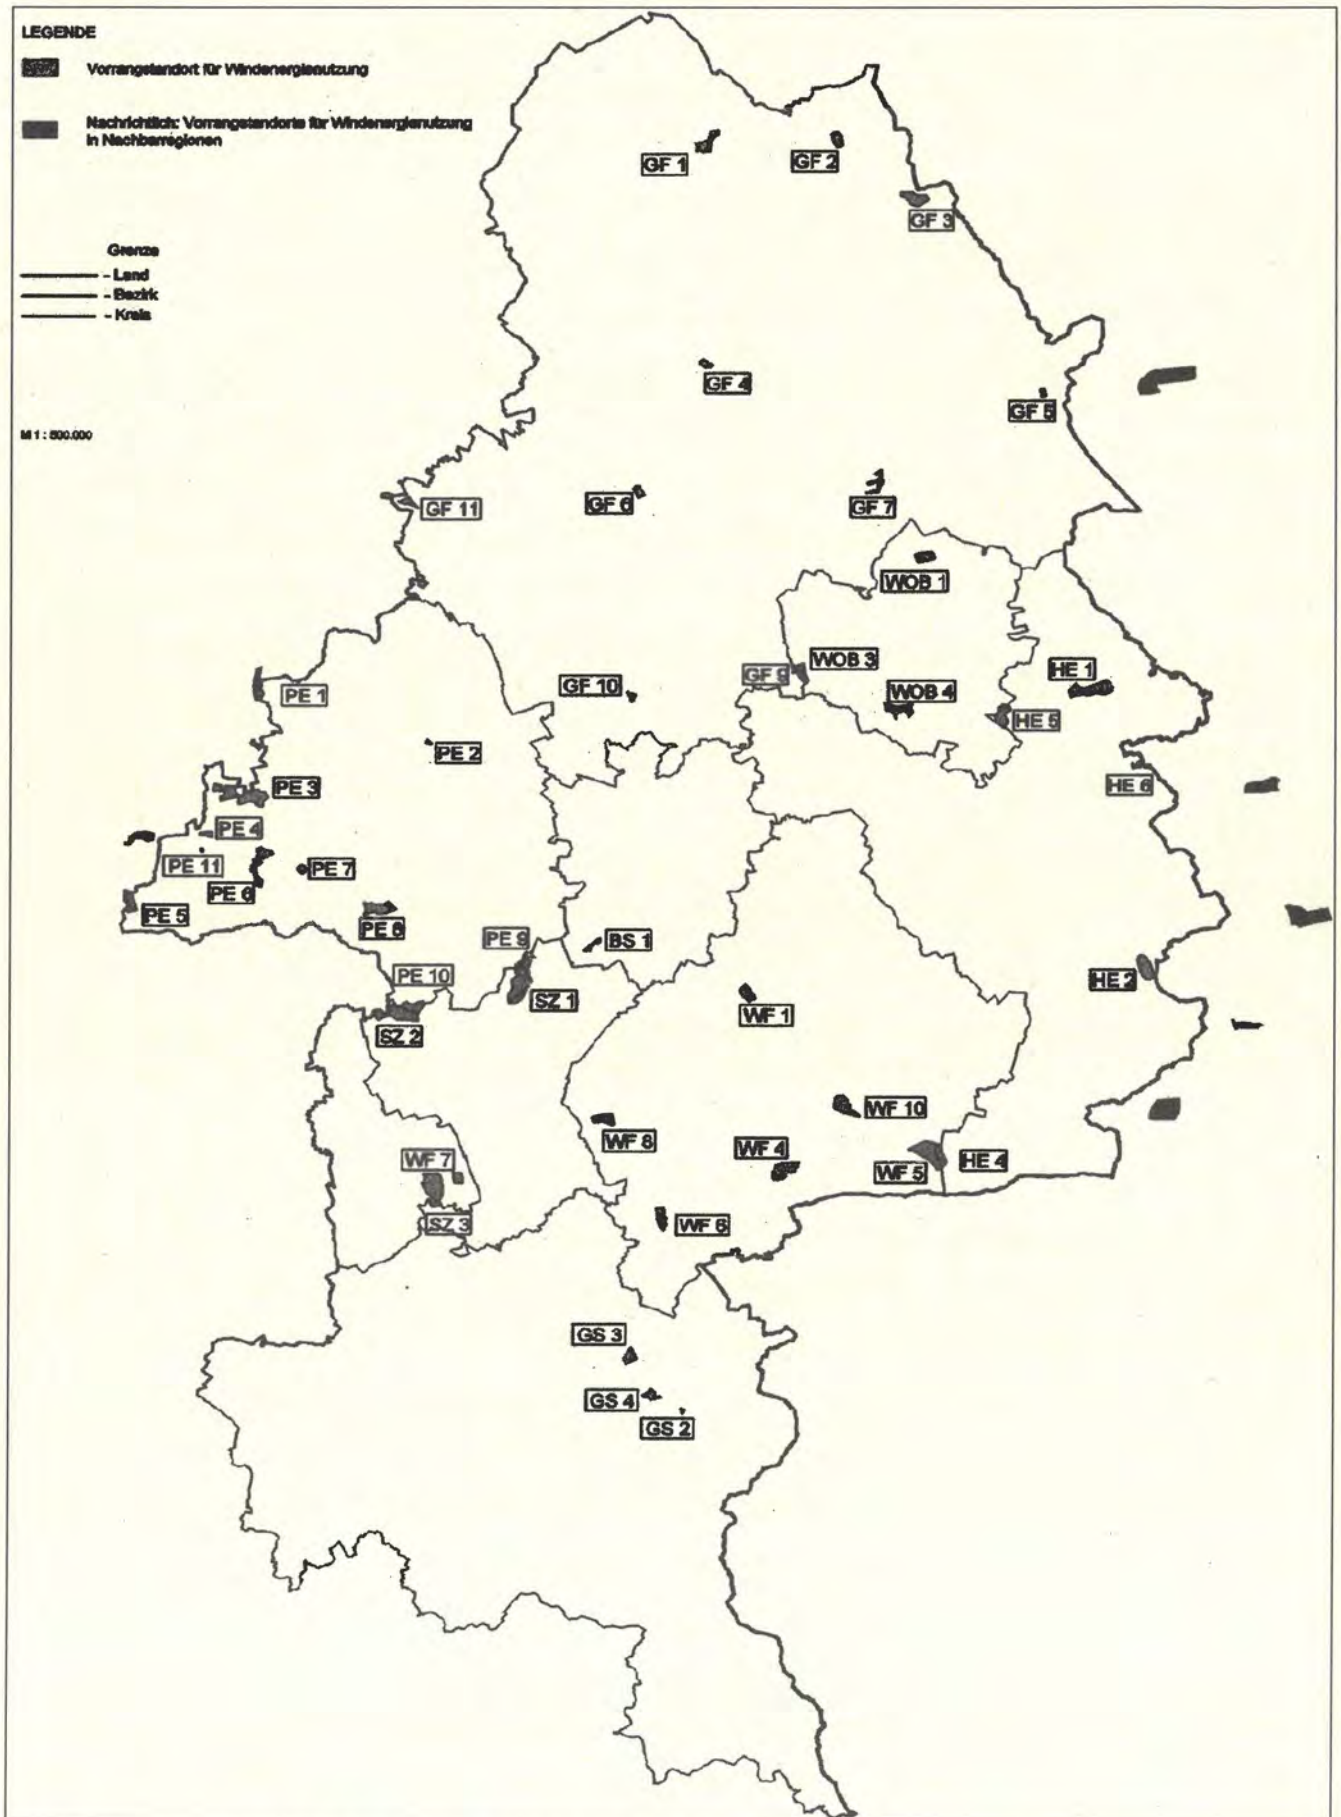 LEGENDE
Vorrangstandort für Windenergienutzung
Nachrichtlich: Vorrangstandorte für Windenergienutzung
in Nachbarregionen
Grenze
- Land
- Bezirk
- Kreis
M 1 : 500.000
GF 1
GF 2
GF 3
GF 4
GF 5
GF 6
GF 7
GF 11
WOB 1
WOB 3
GF 9
WOB 4
HE 1
HE 5
HE 6
GF 10
PE 1
PE 2
PE 3
PE 4
PE 11
PE 6
PE 7
PE 5
PE 8
PE 9
BS 1
PE 10
SZ 1
SZ 2
HE 2
WF 1
WF 10
WF 8
WF 4
WF 5
HE 4
WF 7
SZ 3
WF 6
GS 3
GS 4
GS 2